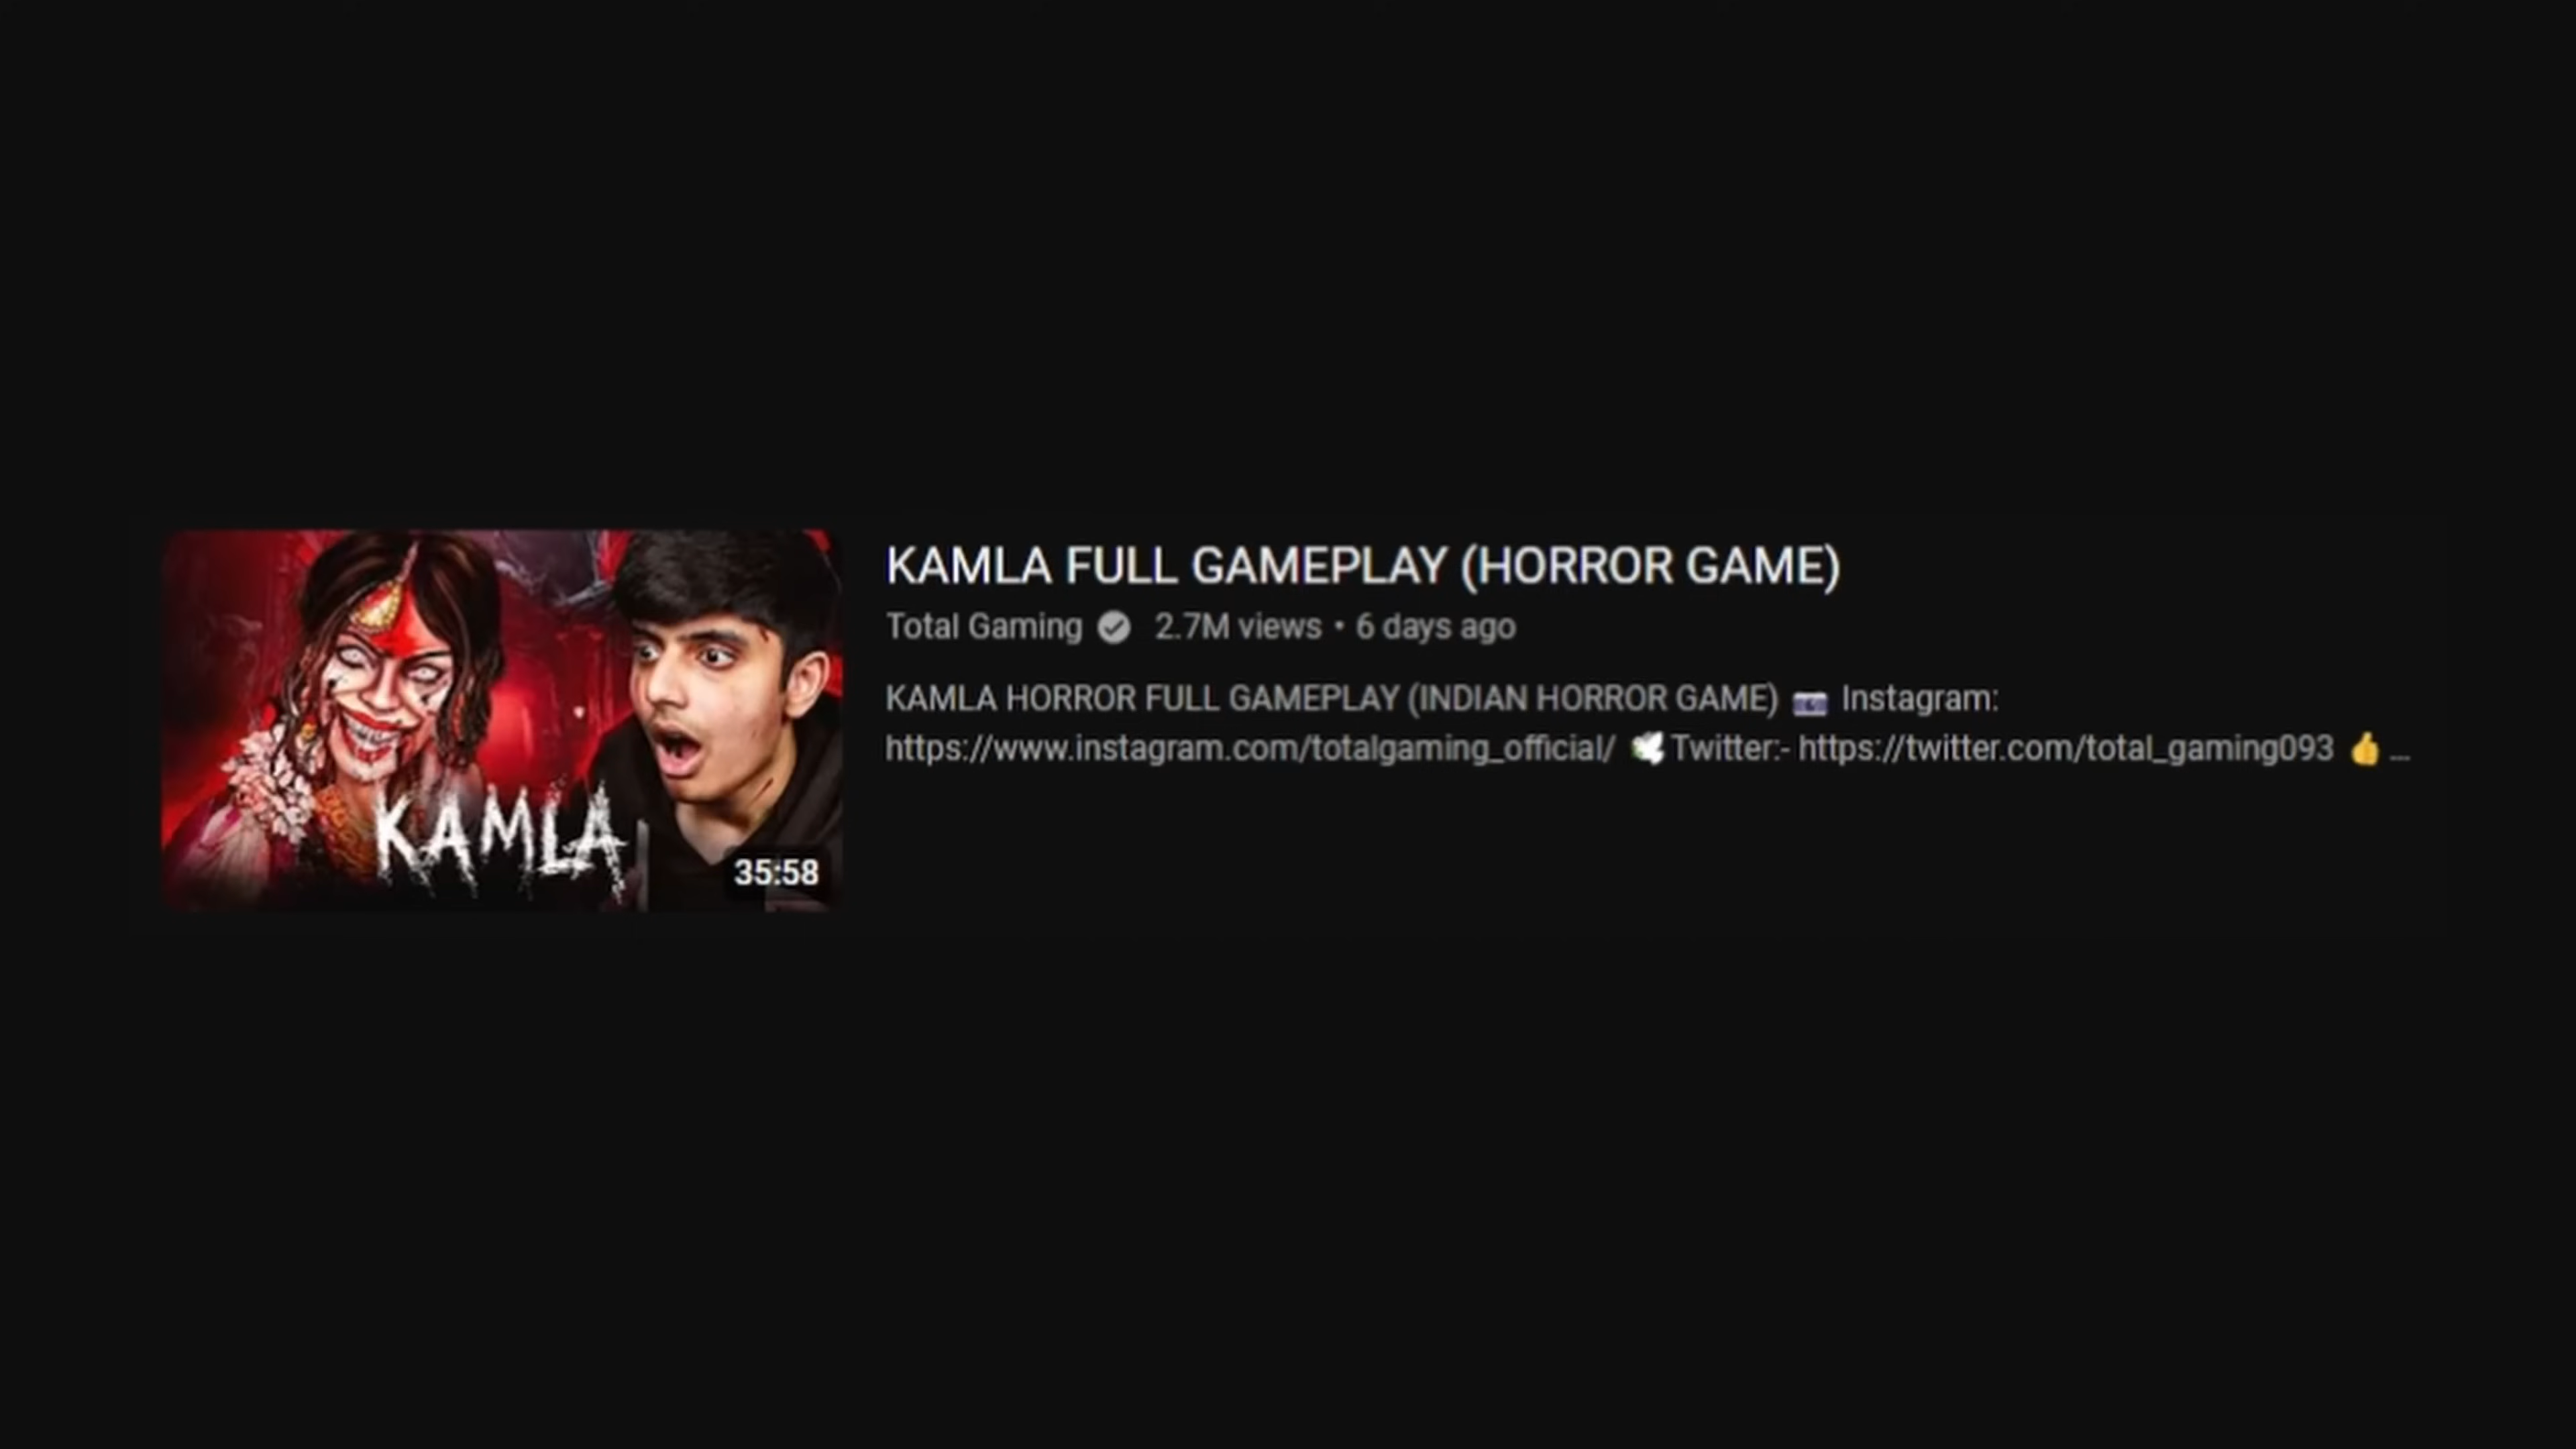 KAMLA
35:58
KAMLA FULL GAMEPLAY (HORROR GAME)
Total Gaming 2.7M views • 6 days ago
KAMLA HORROR FULL GAMEPLAY (INDIAN HORROR GAME) 📷 Instagram:
https://www.instagram.com/totalgaming_official/ 🕊Twitter:- https://twitter.com/total_gaming093 👍 ...